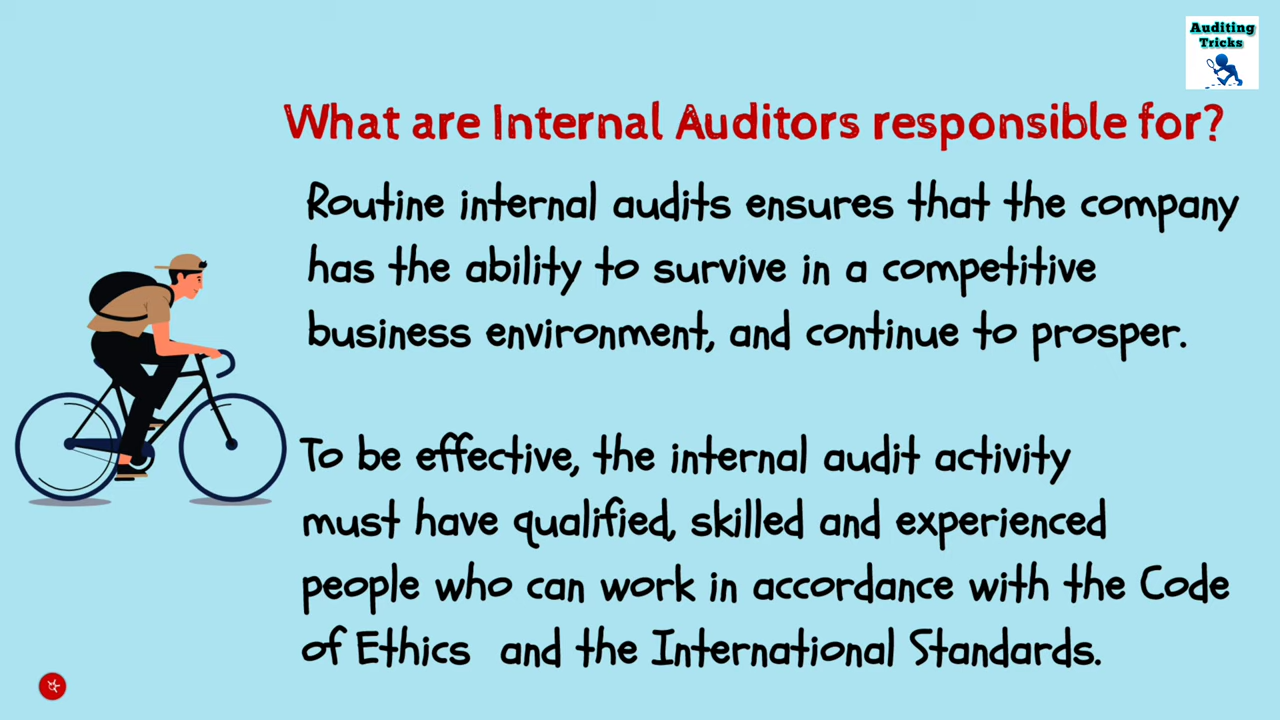 Auditing
Tricks
What are Internal Auditors responsible for?
Routine internal audits ensures that the company
has the ability to survive in a competitive
business environment, and continue to prosper.
To be effective, the internal audit activity
must have qualified, skilled and experienced
people who can work in accordance with the Code
of Ethics and the International Standards.